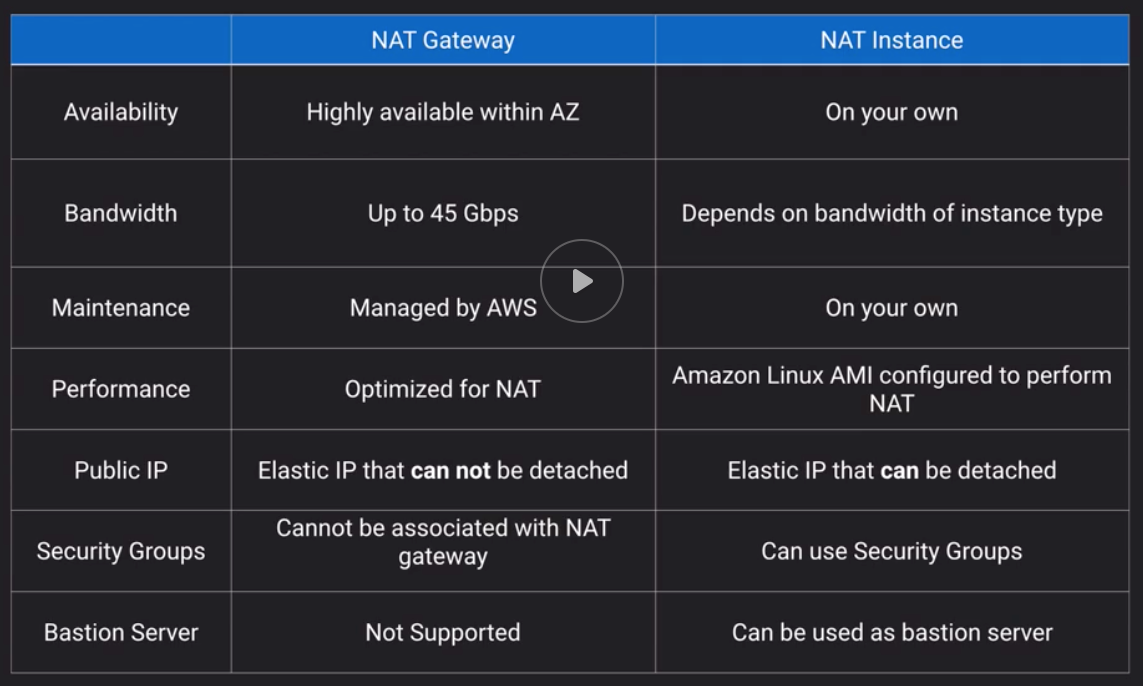 NAT Gateway NAT Instance
Availability Highly available within AZ On your own
Bandwidth Up to 45 Gbps Depends on bandwidth of instance type
Maintenance Managed by AWS On your own
Performance Optimized for NAT Amazon Linux AMI configured to perform
NAT
Public IP Elastic IP that can not be detached Elastic IP that can be detached
Security Groups Cannot be associated with NAT
gateway Can use Security Groups
Bastion Server Not Supported Can be used as bastion server